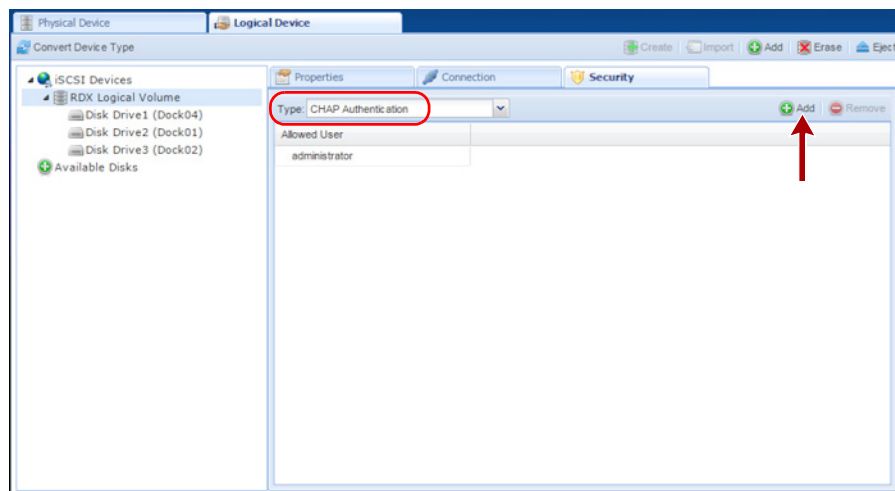 Physical Device
Logical Device
Convert Device Type
Create
Import
Add
Erase
Eject
iSCSI Devices
RDX Logical Volume
Disk Drive1 (Dock04)
Disk Drive2 (Dock01)
Disk Drive3 (Dock02)
Available Disks
Properties
Connection
Security
Type: CHAP Authentication
Add
Remove
Allowed User
administrator